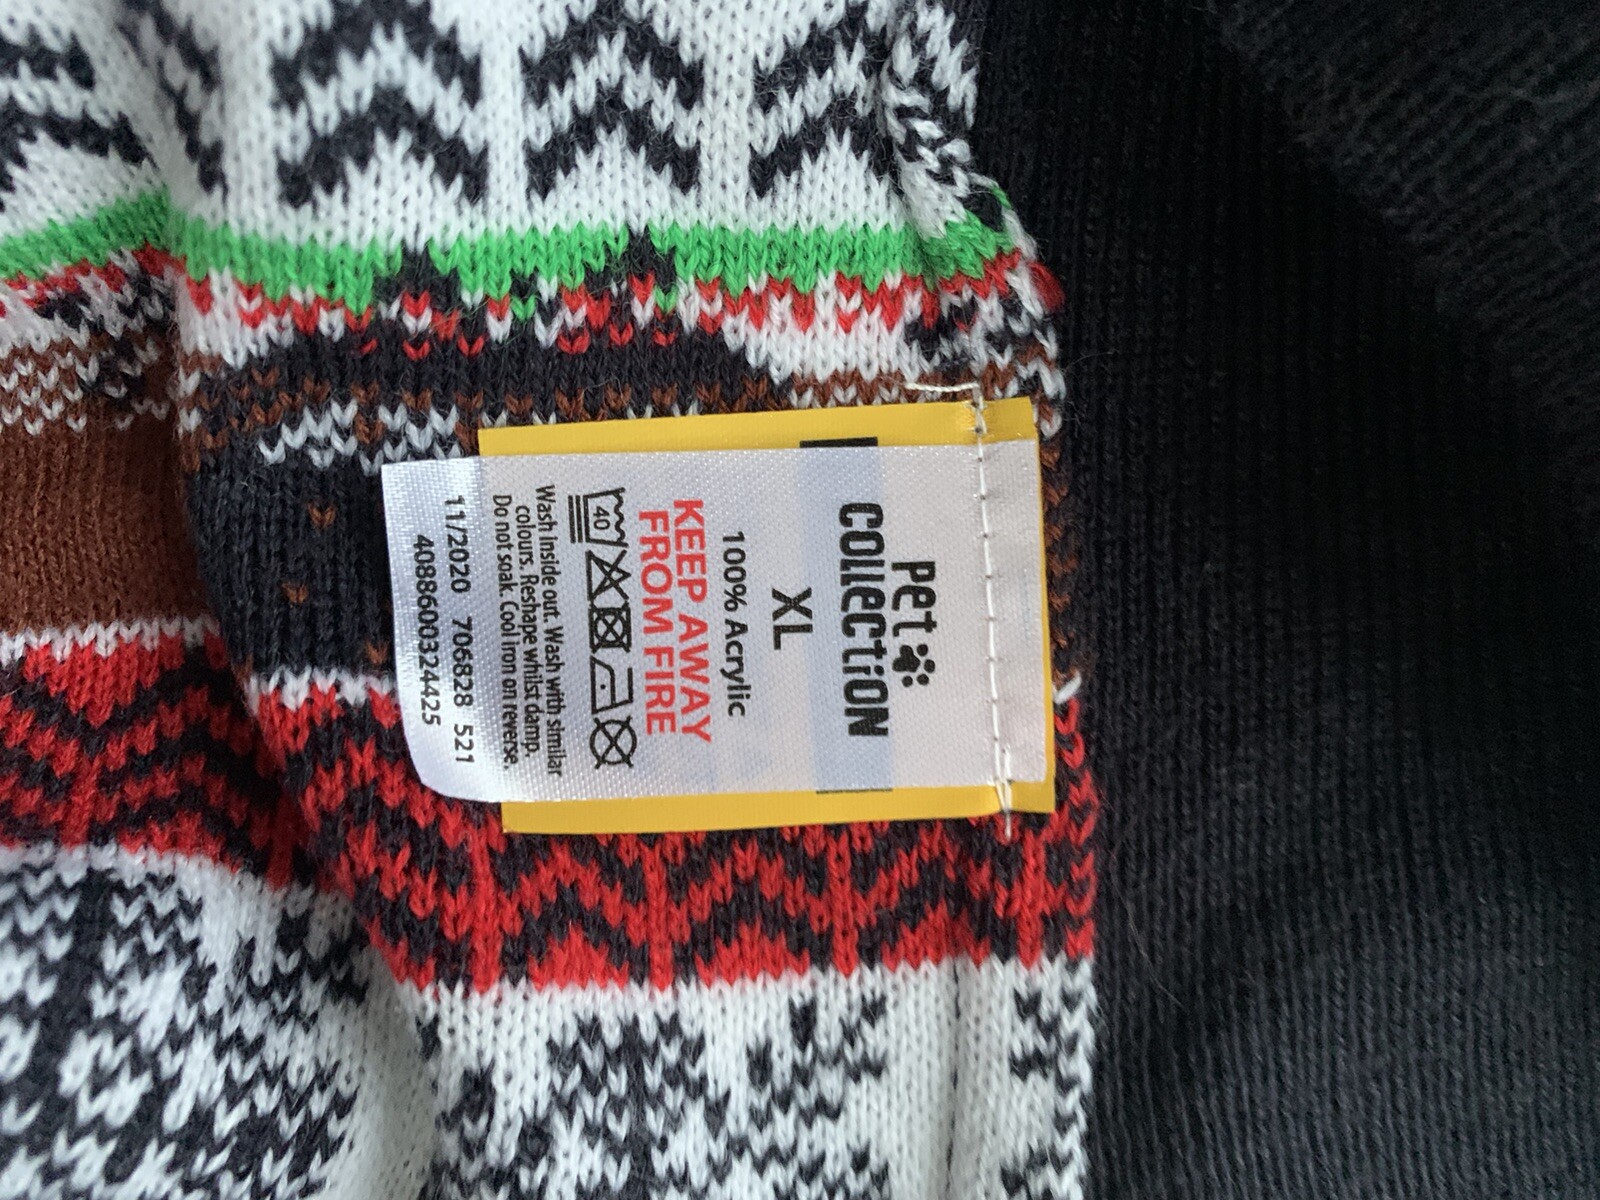 Pet
Collection
XL
100% Acrylic
KEEP AWAY
FROM FIRE
40
Wash inside out. Wash with similar
colours. Reshape whilst damp.
Do not soak. Cool iron on reverse.
11/2020 706828 521
4088600324425